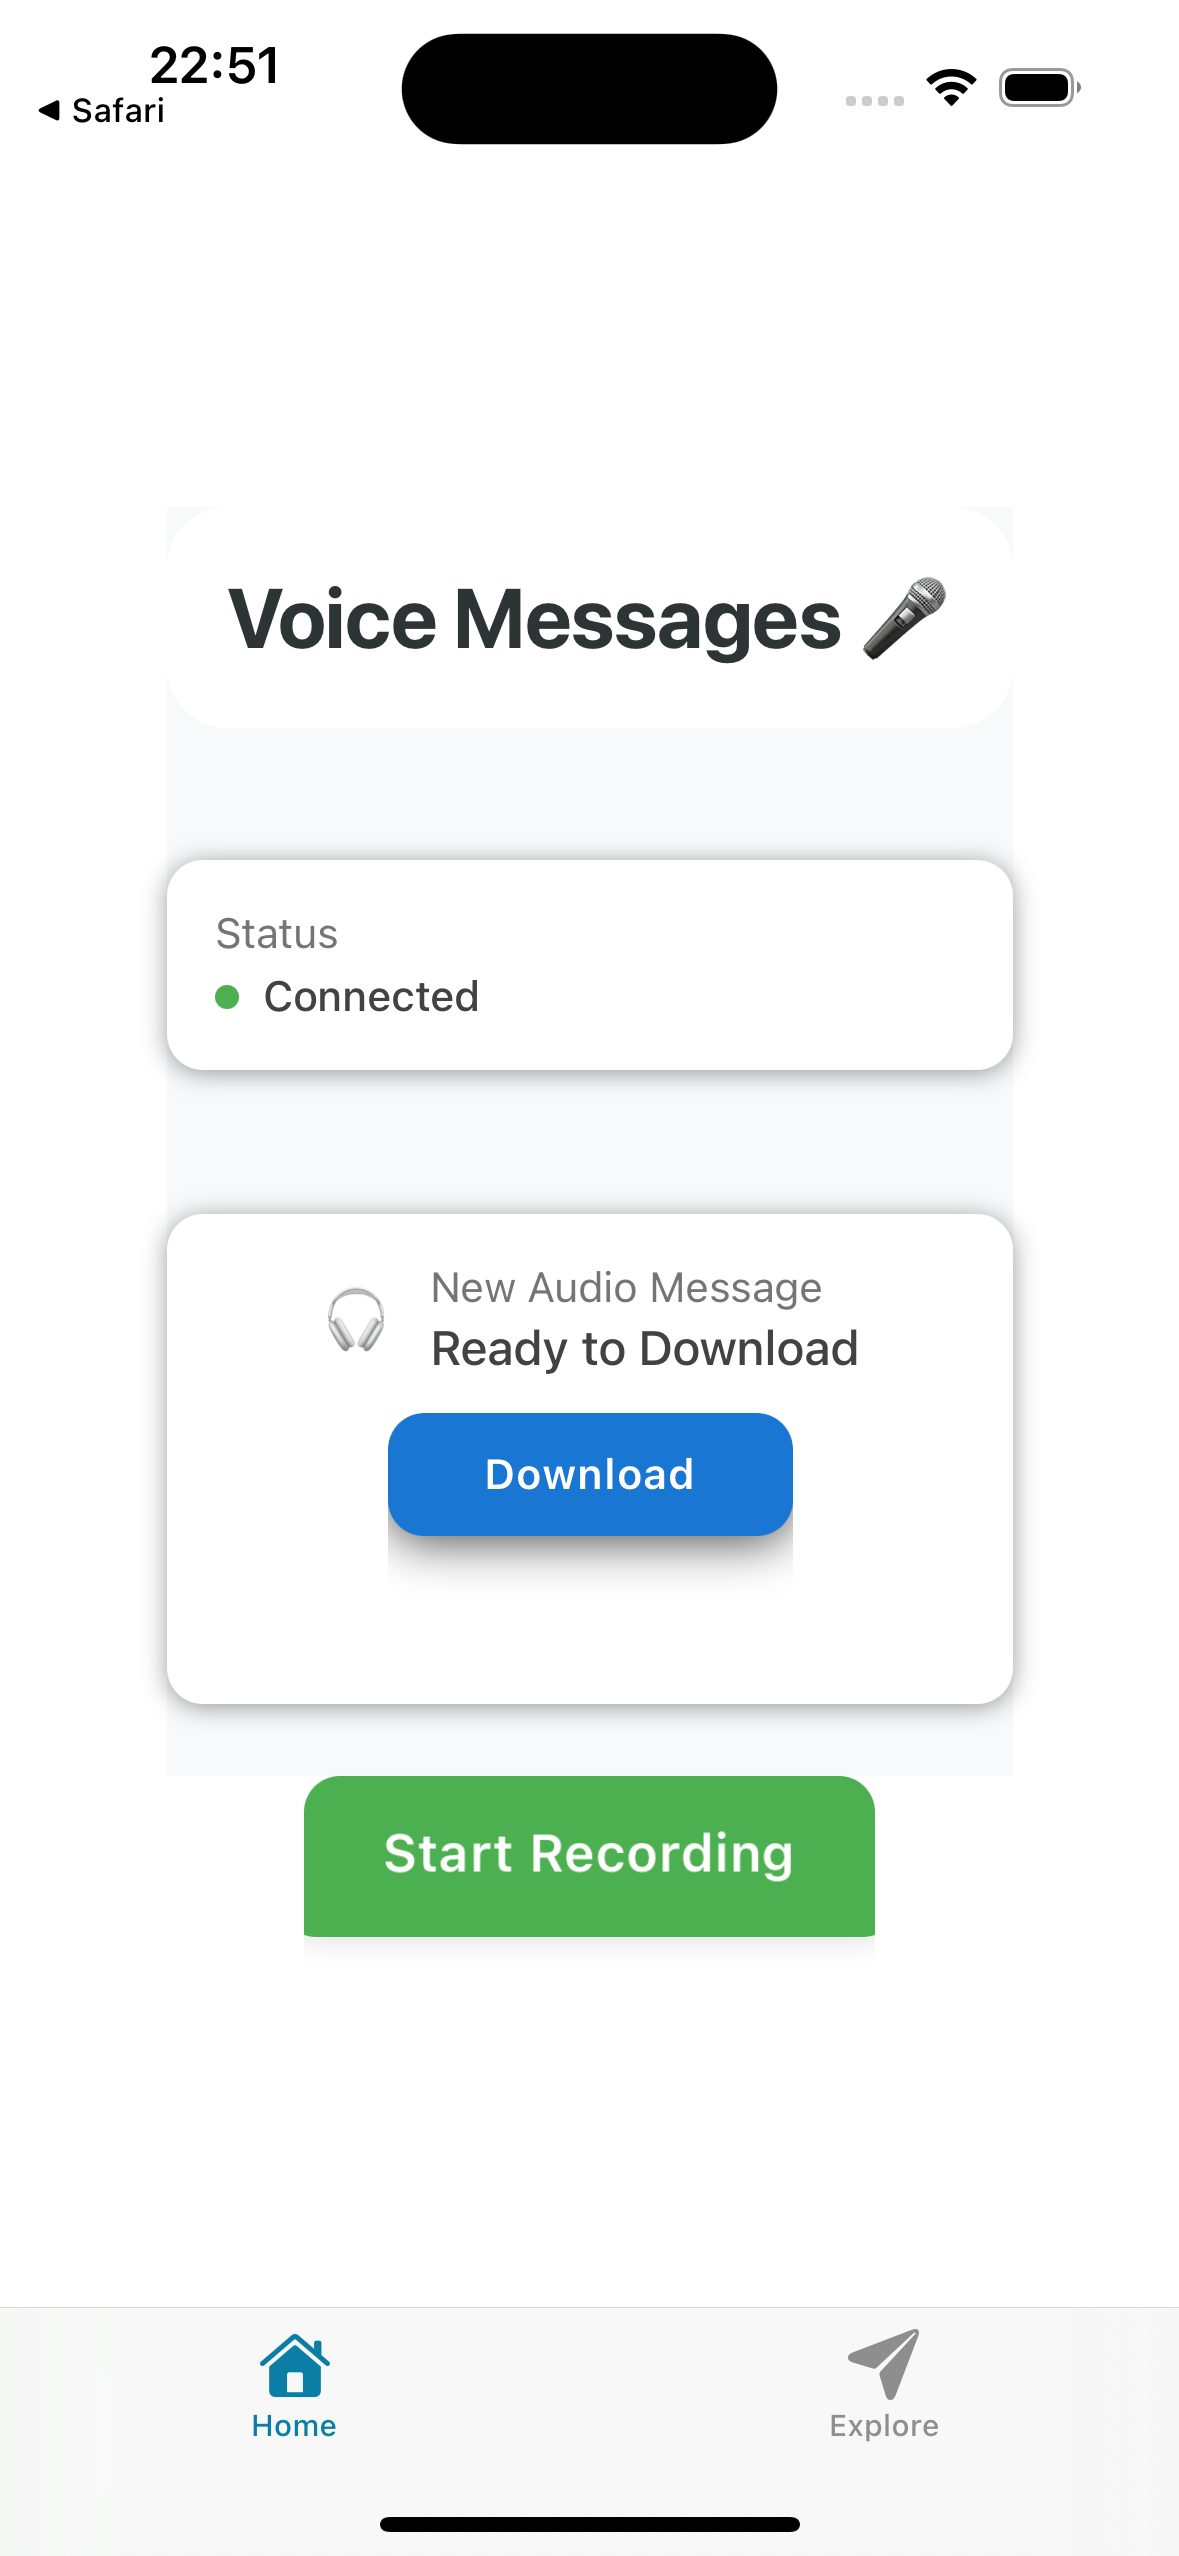 22:51
Safari
Voice Messages
Status
Connected
New Audio Message
Ready to Download
Download
Start Recording
Home
Explore